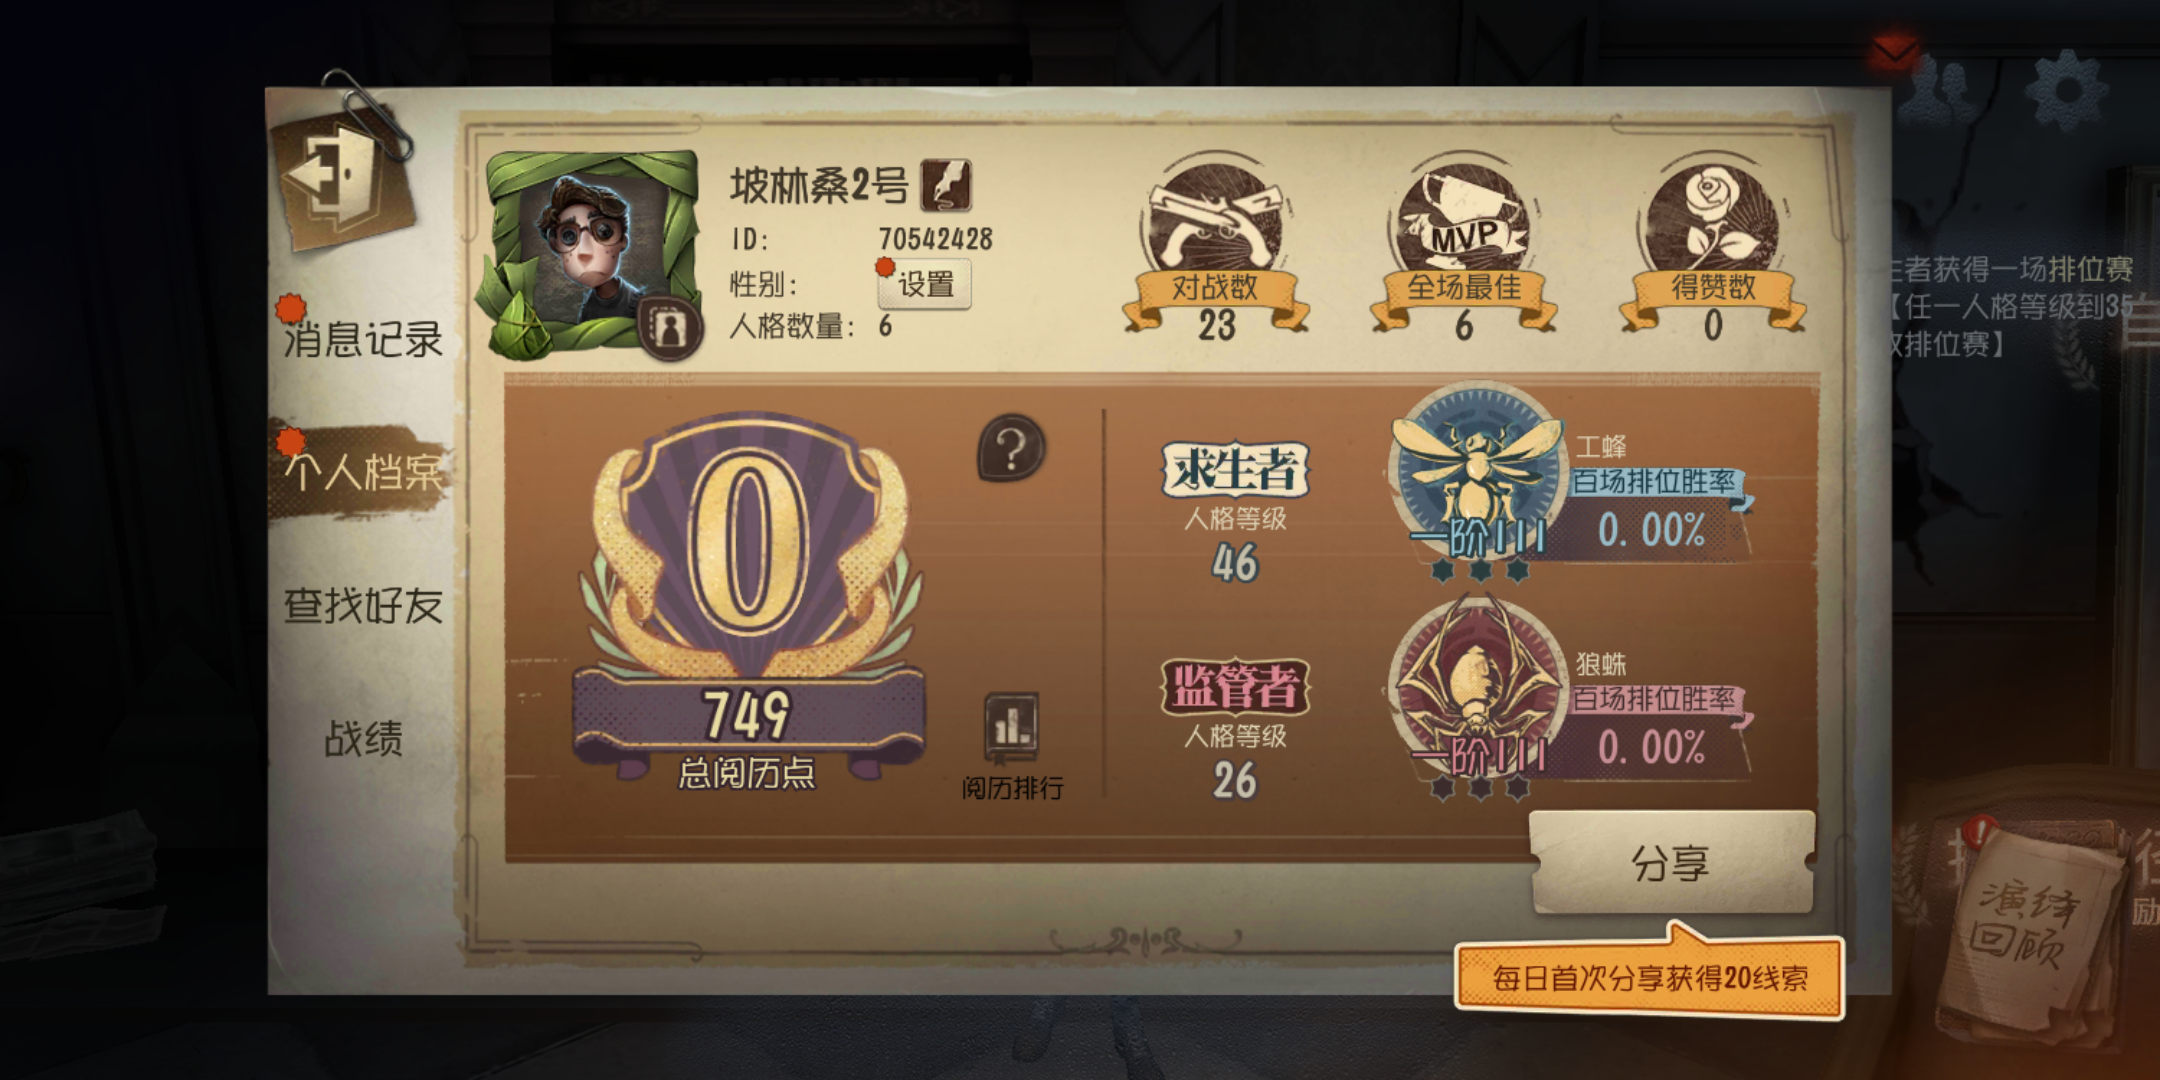 坡林桑2号
ID: 70542428
性别: 设置
人格数量: 6
对战数
23
MVP
全场最佳
6
得赞数
0
消息记录
个人档案
查找好友
战绩
0
749
总阅历点
?
阅历排行
求生者
人格等级
46
工蜂
百场排位胜率
0.00%
一阶III
监管者
人格等级
26
狼蛛
百场排位胜率
0.00%
一阶III
分享
每日首次分享获得20线索
者获得一场排位赛
【任一人格等级到35
排位赛】
演绎
回顾
励